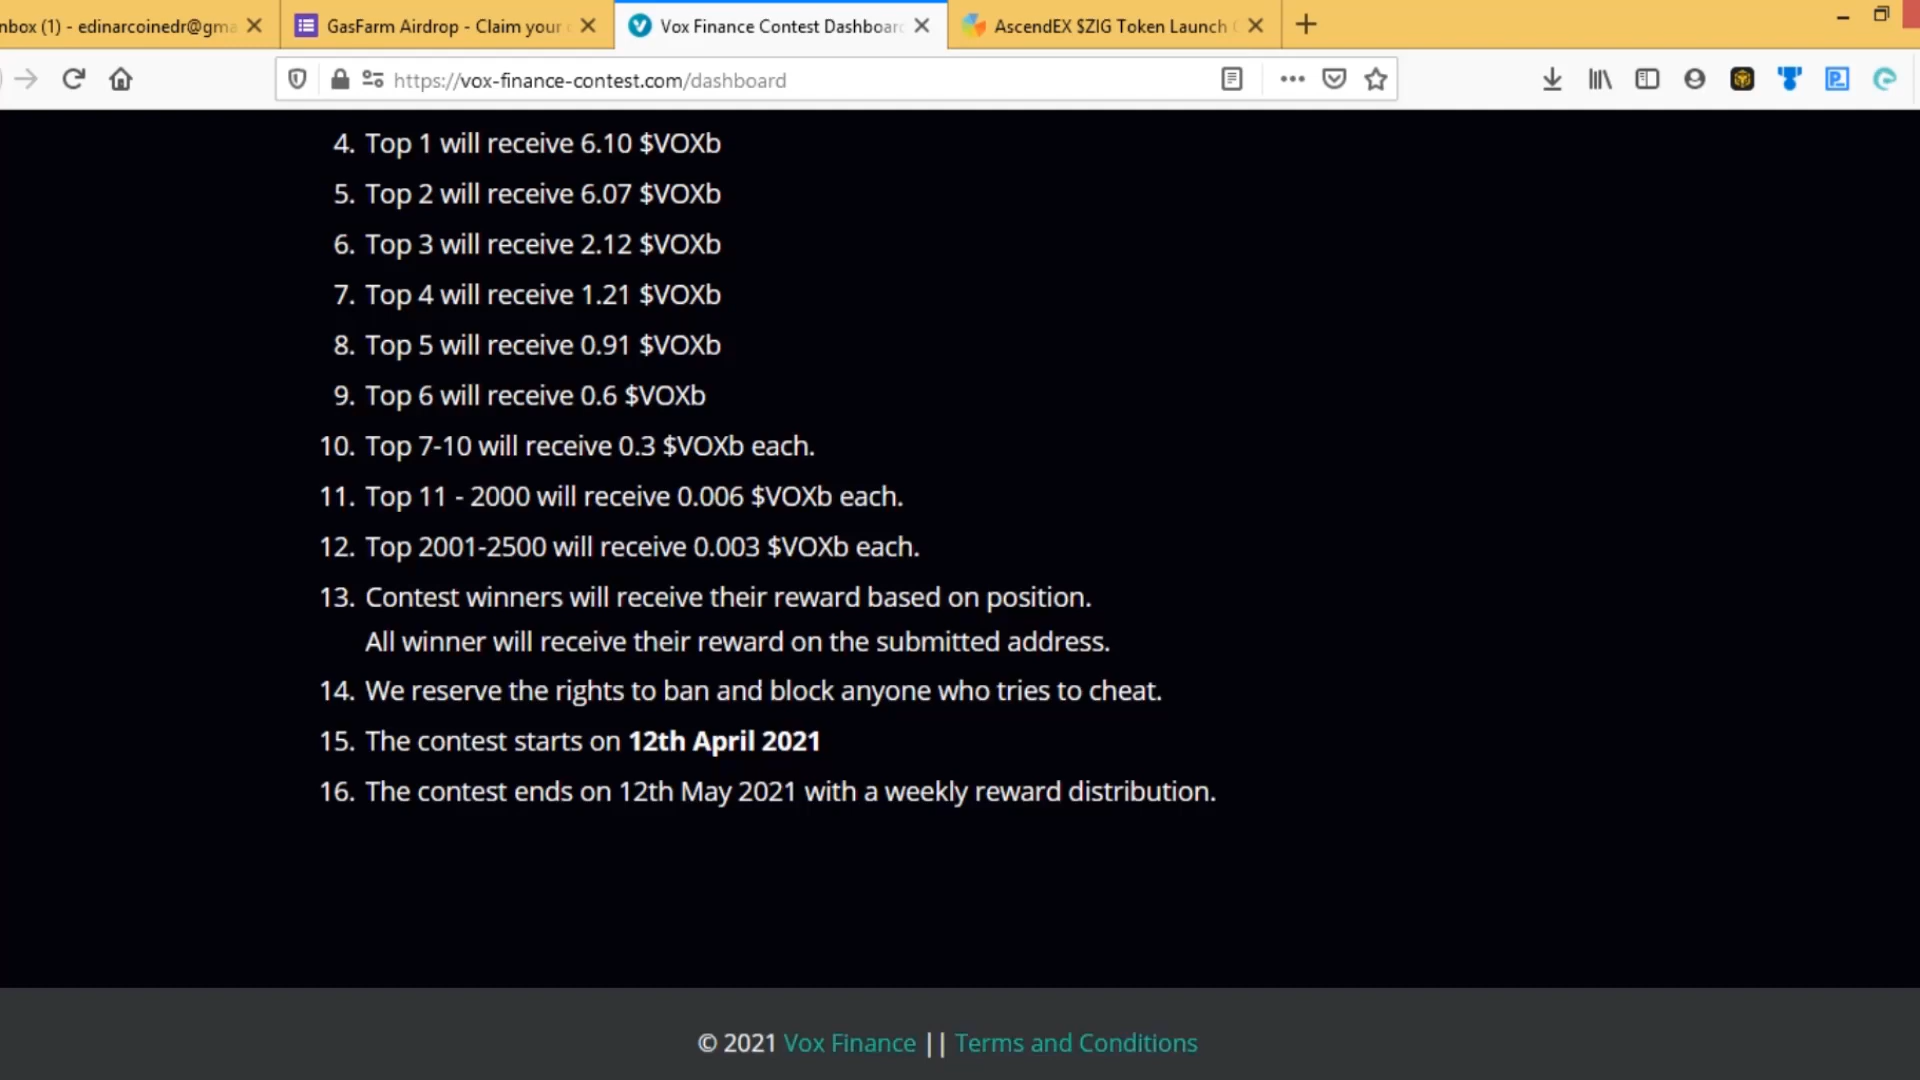 nbox (1) - edinarcoinedr@gma
GasFarm Airdrop - Claim your
Vox Finance Contest Dashboar
AscendEX $ZIG Token Launch
https://vox-finance-contest.com/dashboard
4. Top 1 will receive 6.10 $VOXb
5. Top 2 will receive 6.07 $VOXb
6. Top 3 will receive 2.12 $VOXb
7. Top 4 will receive 1.21 $VOXb
8. Top 5 will receive 0.91 $VOXb
9. Top 6 will receive 0.6 $VOXb
10. Top 7-10 will receive 0.3 $VOXb each.
11. Top 11 - 2000 will receive 0.006 $VOXb each.
12. Top 2001-2500 will receive 0.003 $VOXb each.
13. Contest winners will receive their reward based on position.
All winner will receive their reward on the submitted address.
14. We reserve the rights to ban and block anyone who tries to cheat.
15. The contest starts on 12th April 2021
16. The contest ends on 12th May 2021 with a weekly reward distribution.
© 2021 Vox Finance || Terms and Conditions